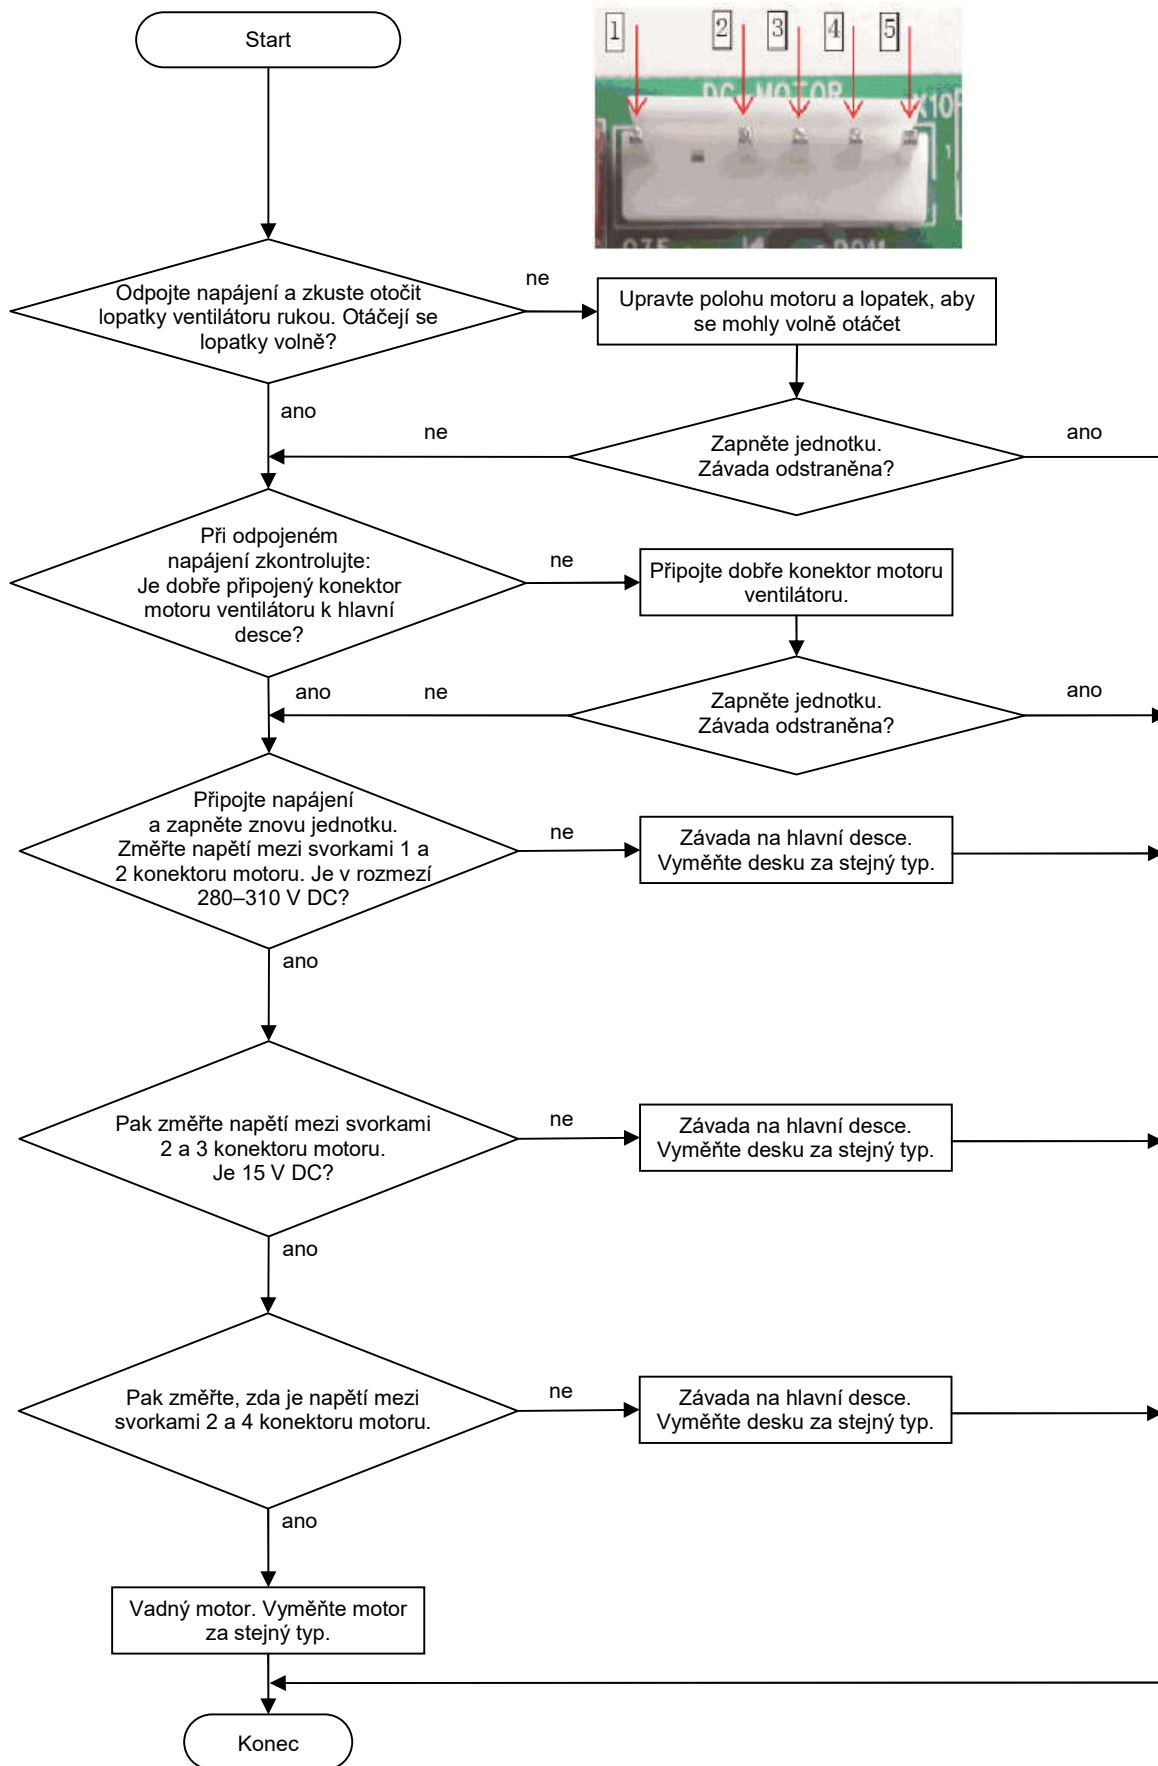 Start
1 2 3 4 5
DC MOTOR
1
Odpojte napájení a zkuste otočit
lopatky ventilátoru rukou. Otáčejí se
lopatky volně?
ne
Upravte polohu motoru a lopatek, aby
se mohly volně otáčet
ano
ne
Zapněte jednotku.
Závada odstraněna?
ano
Při odpojeném
napájení zkontrolujte:
Je dobře připojený konektor
motoru ventilátoru k hlavní
desce?
ne
Připojte dobře konektor motoru
ventilátoru.
ano
ne
Zapněte jednotku.
Závada odstraněna?
ano
Připojte napájení
a zapněte znovu jednotku.
Změřte napětí mezi svorkami 1 a
2 konektoru motoru. Je v rozmezí
280–310 V DC?
ne
Závada na hlavní desce.
Vyměňte desku za stejný typ.
ano
Pak změřte napětí mezi svorkami
2 a 3 konektoru motoru.
Je 15 V DC?
ne
Závada na hlavní desce.
Vyměňte desku za stejný typ.
ano
Pak změřte, zda je napětí mezi
svorkami 2 a 4 konektoru motoru.
ne
Závada na hlavní desce.
Vyměňte desku za stejný typ.
ano
Vadný motor. Vyměňte motor
za stejný typ.
Konec